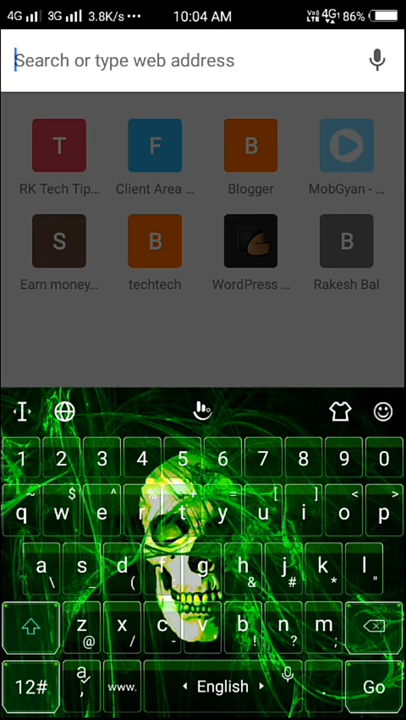 4G 3G 3.8K/s ••• 10:04 AM VoLTE 4G 1 86%
Search or type web address
T F B
RK Tech Tip... Client Area ... Blogger MobGyan - ...
S B B
Earn money... techtech WordPress ... Rakesh Bal
1 2 3 4 5 6 7 8 9 0
~ $ ^ % + = [ ] < >
q w e r t y u i o p
a s d f g h j k l
\ _ ( & # * "
z x c v b n m
@ / - ! ? ;
12# a , www. English . Go